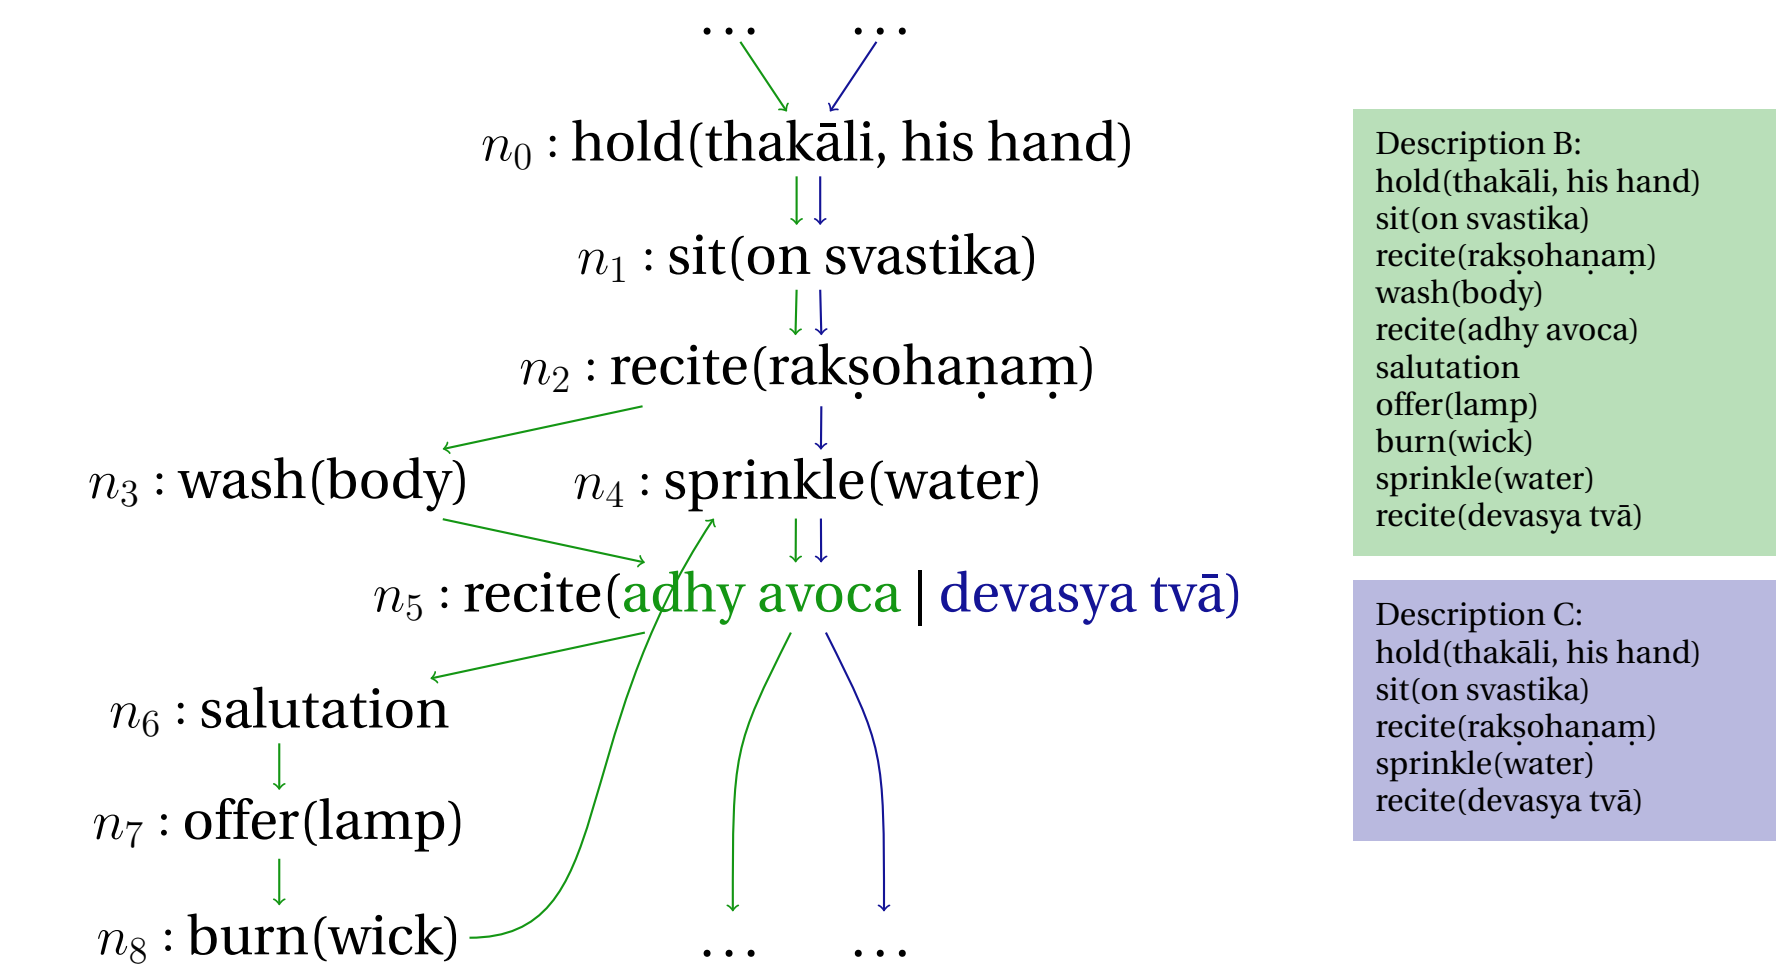 ... ...
n0 : hold(thakāli, his hand)
n1 : sit(on svastika)
n2 : recite(rakṣohaṇaṃ)
n3 : wash(body) n4 : sprinkle(water)
n5 : recite(adhy avoca | devasya tvā)
n6 : salutation
n7 : offer(lamp)
n8 : burn(wick)
... ...
Description B:
hold(thakāli, his hand)
sit(on svastika)
recite(rakṣohaṇaṃ)
wash(body)
recite(adhy avoca)
salutation
offer(lamp)
burn(wick)
sprinkle(water)
recite(devasya tvā)
Description C:
hold(thakāli, his hand)
sit(on svastika)
recite(rakṣohaṇaṃ)
sprinkle(water)
recite(devasya tvā)